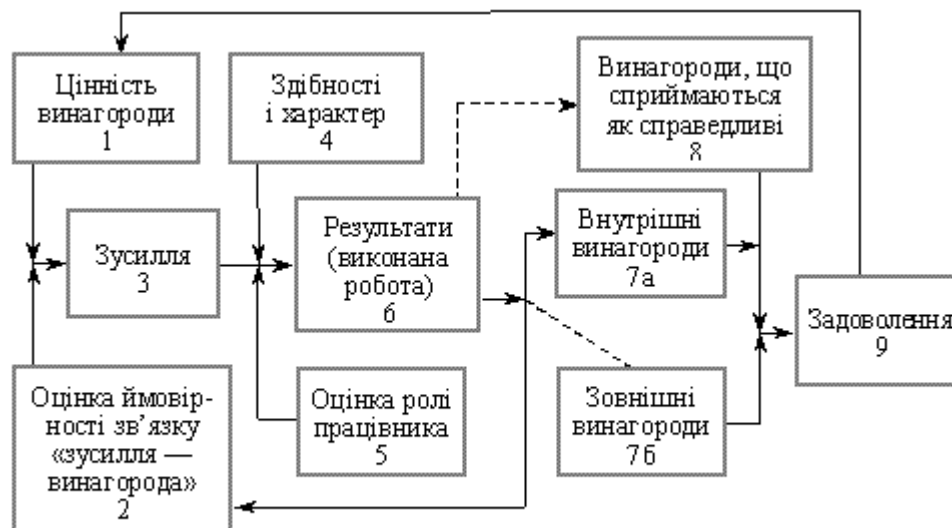 Цінність
винагороди
1
Здібності
і характер
4
Винагороди, що
сприймаються
як справедливі
8
Зусилля
3
Результати
(виконана
робота)
6
Внутрішні
винагороди
7а
Задоволення
9
Оцінка ймовір-
ності зв’язку
«зусилля —
винагорода»
2
Оцінка ролі
працівника
5
Зовнішні
винагороди
7б